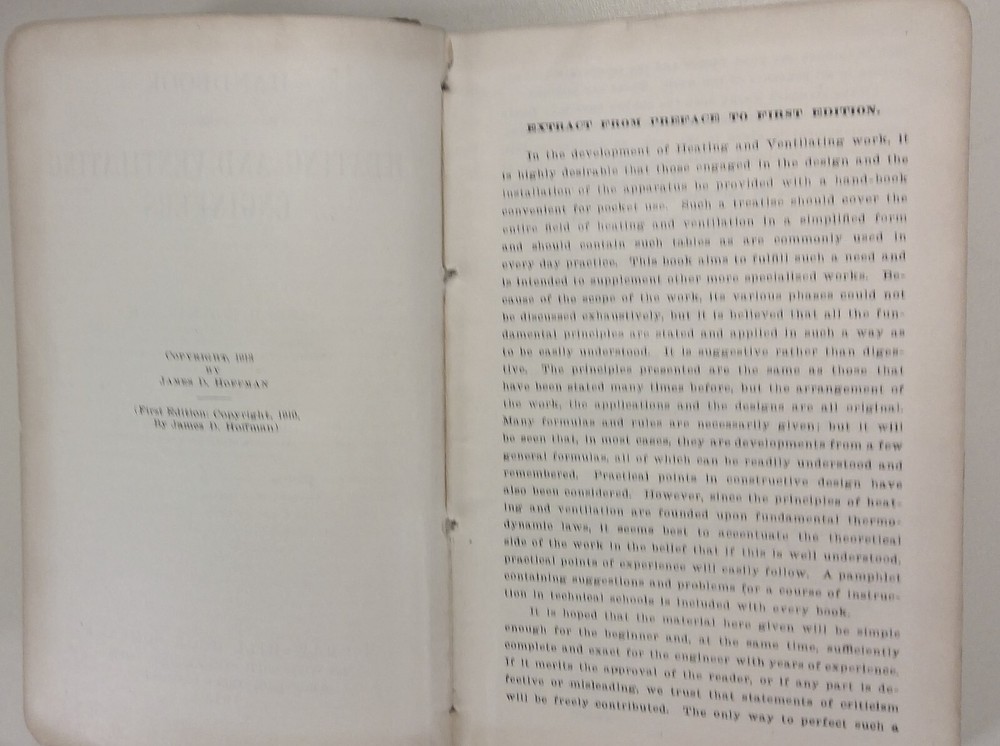 COPYRIGHT, 1913
BY
JAMES D. HOFFMAN
(First Edition: Copyright, 1910,
By James D. Hoffman)
EXTRACT FROM PREFACE TO FIRST EDITION.
In the development of Heating and Ventilating work, it
is highly desirable that those engaged in the design and the
installation of the apparatus be provided with a hand-book
convenient for pocket use. Such a treatise should cover the
entire field of heating and ventilation in a simplified form
and should contain such tables as are commonly used in
every day practice. This book aims to fulfill such a need and
is intended to supplement other more specialized works. Be-
cause of the scope of the work, its various phases could not
be discussed exhaustively, but it is believed that all the fun-
damental principles are stated and applied in such a way as
to be easily understood. It is suggestive rather than diges-
tive. The principles presented are the same as those that
have been stated many times before, but the arrangement of
the work, the applications and the designs are all original.
Many formulas and rules are necessarily given; but it will
be seen that, in most cases, they are developments from a few
general formulas, all of which can be readily understood and
remembered. Practical points in constructive design have
also been considered. However, since the principles of heat-
ing and ventilation are founded upon fundamental thermo-
dynamic laws, it seems best to accentuate the theoretical
side of the work in the belief that if this is well understood,
practical points of experience will easily follow. A pamphlet
containing suggestions and problems for a course of instruc-
tion in technical schools is included with every book.
It is hoped that the material here given will be simple
enough for the beginner and, at the same time, sufficiently
complete and exact for the engineer with years of experience.
If it merits the approval of the reader, or if any part is de-
fective or misleading, we trust that statements of criticism
will be freely contributed. The only way to perfect such a